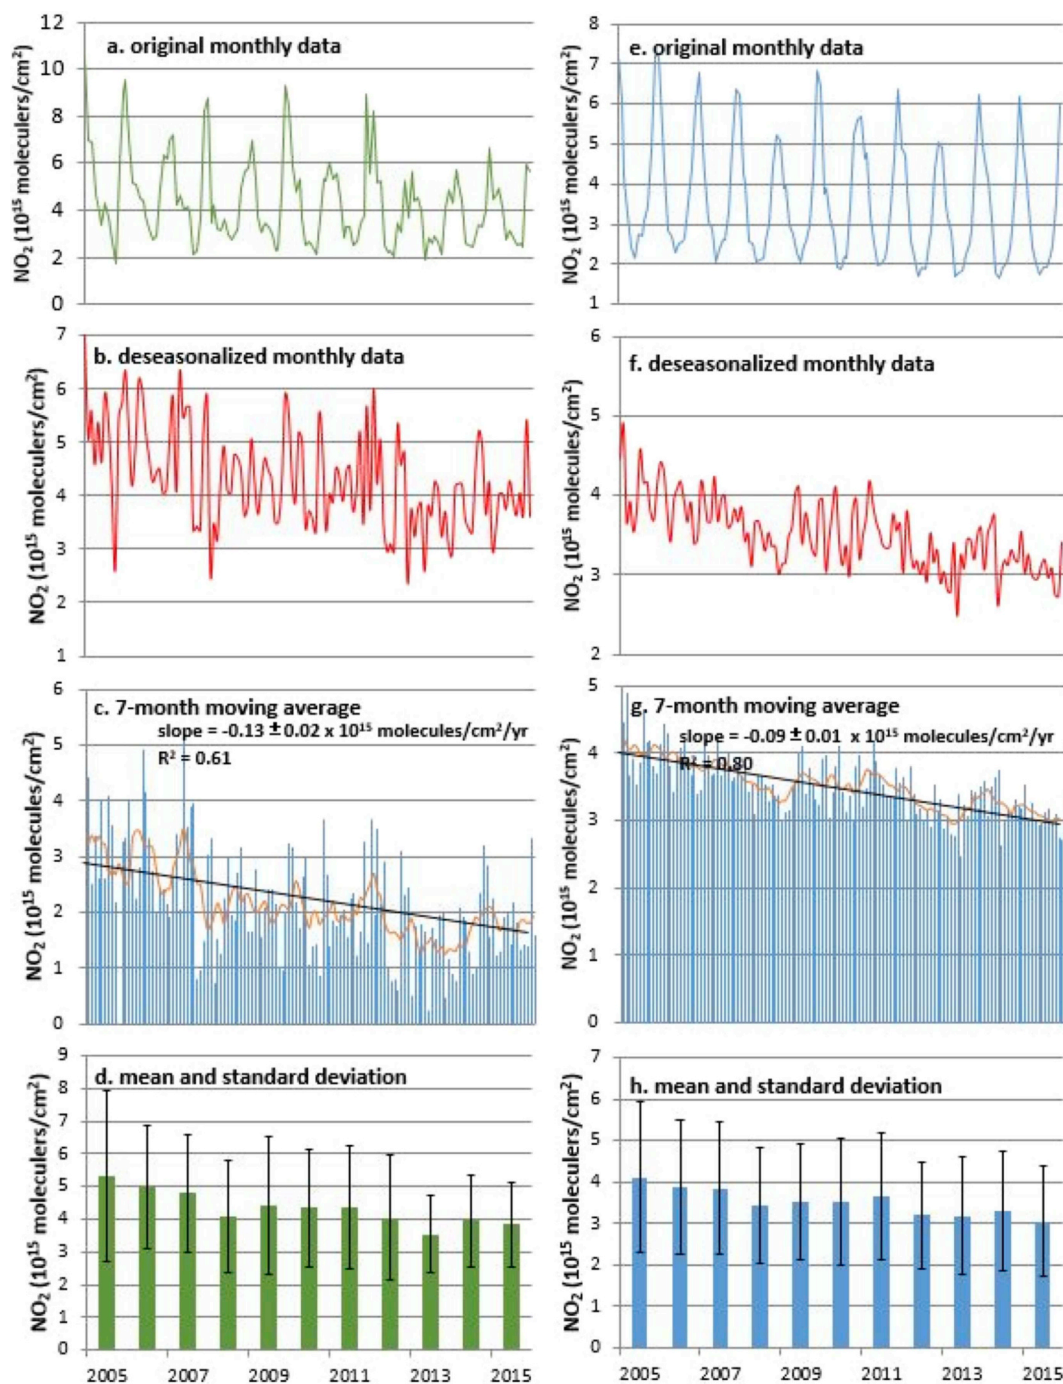 NO₂ (10¹⁵ moleculers/cm²)
12
10
8
6
4
2
0
a. original monthly data
NO₂ (10¹⁵ moleculers/cm²)
8
7
6
5
4
3
2
1
e. original monthly data
NO₂ (10¹⁵ moleculers/cm²)
7
6
5
4
3
2
1
b. deseasonalized monthly data
NO₂ (10¹⁵ molecules/cm²)
6
5
4
3
2
f. deseasonalized monthly data
NO₂ (10¹⁵ molecules/cm²)
6
5
4
3
2
1
0
c. 7-month moving average
slope = -0.13 ± 0.02 x 10¹⁵ molecules/cm²/yr
R² = 0.61
NO₂ (10¹⁵ molecules/cm²)
5
4
3
2
1
0
g. 7-month moving average
slope = -0.09 ± 0.01 x 10¹⁵ molecules/cm²/yr
R² = 0.80
NO₂ (10¹⁵ moleculers/cm²)
9
8
7
6
5
4
3
2
1
0
d. mean and standard deviation
2005 2007 2009 2011 2013 2015
NO₂ (10¹⁵ moleculers/cm²)
7
6
5
4
3
2
1
0
h. mean and standard deviation
2005 2007 2009 2011 2013 2015